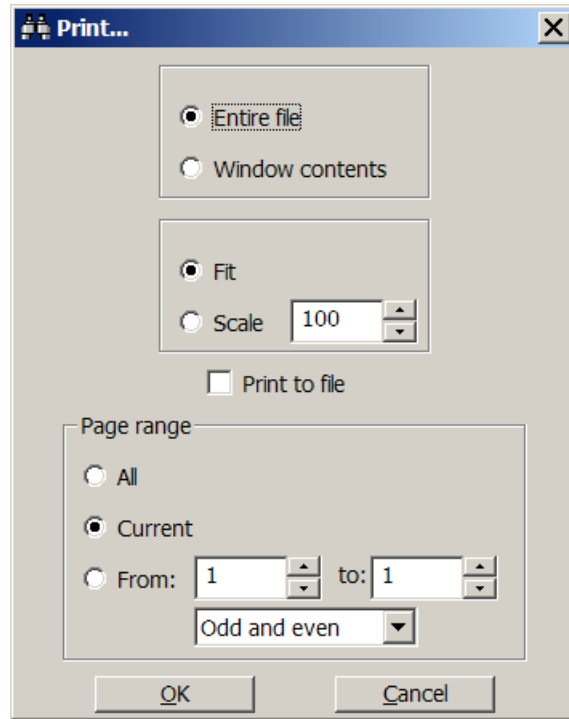 Print...
Entire file
Window contents
Fit
Scale 100
Print to file
Page range
All
Current
From: 1 to: 1
Odd and even
OK Cancel